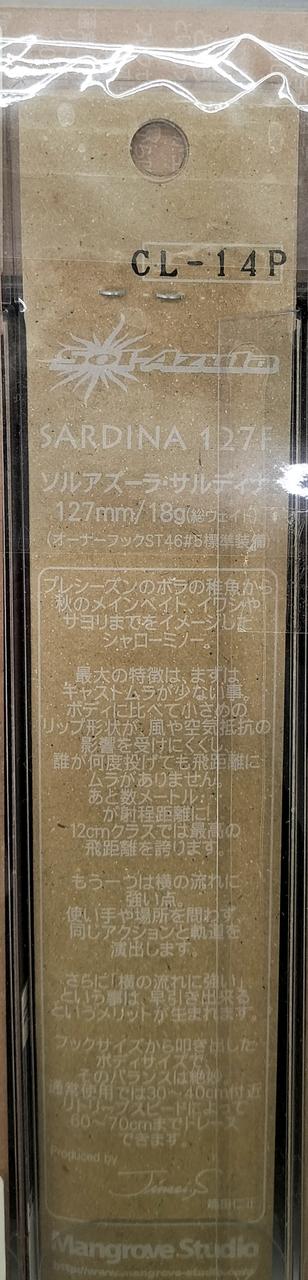 CL-14P
Sol Azula
SARDINA 127F
ソルアズーラ・サルディナ
127mm/18g(総ウェイト)
(オーナーフックST46#6標準装備)
プレシーズンのボラの稚魚から
秋のメインベイト、イワシや
サヨリまでをイメージした
シャローミノー。
最大の特徴は、まずは
キャストムラが少ない事。
ボディに比べて小さめの
リップ形状が、風や空気抵抗の
影響を受けにくくし、
誰が何度投げても飛距離に
ムラがありません。
あと数メートル…
が射程距離に!
12cmクラスでは最高の
飛距離を誇ります。
もう一つは横の流れに
強い点。
使い手や場所を問わず、
同じアクションと軌道を
演出します。
さらに「横の流れに強い」
という事は、早引き出来る
というメリットが生まれます。
フックサイズから叩き出した
ボディサイズで、
そのバランスは絶妙。
通常使用では30〜40cm付近
リトリーブスピードによって
60〜70cmまでトレース
できます。
Produced by
Jinsei.S
Mangrove Studio
http://www.mangrove-studio.com/